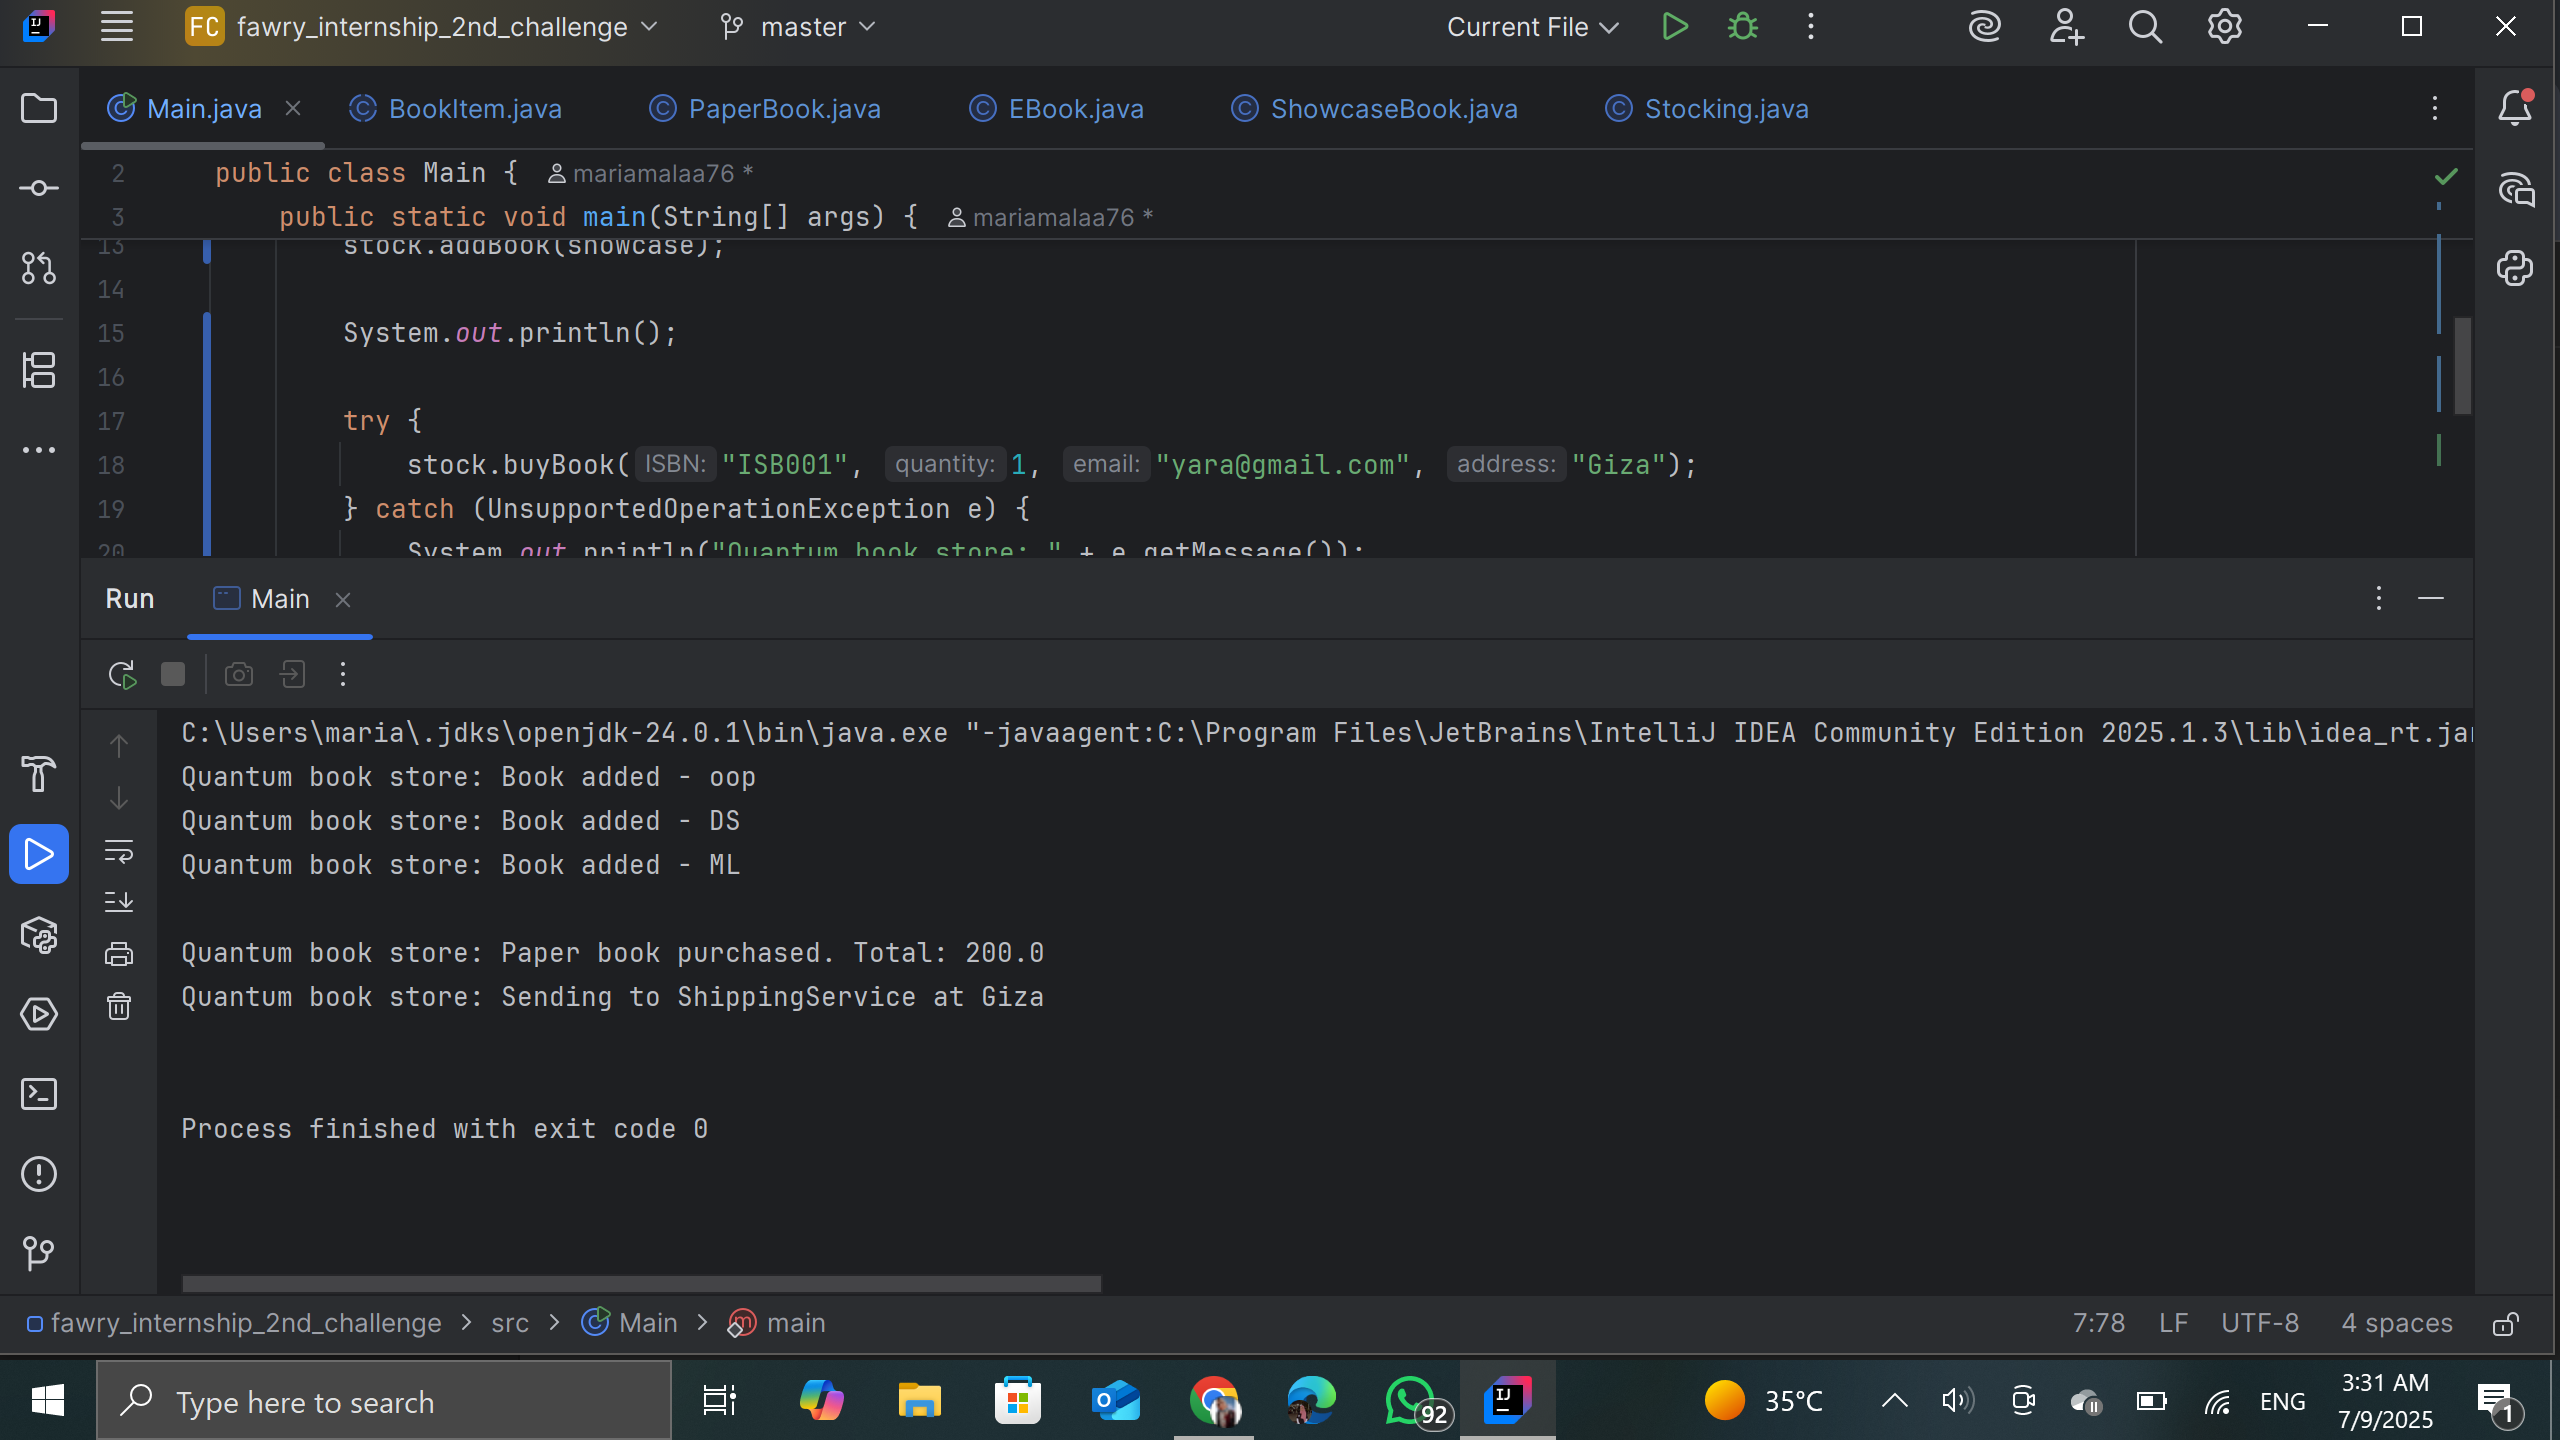 FC fawry_internship_2nd_challenge master Current File
Main.java BookItem.java PaperBook.java EBook.java ShowcaseBook.java Stocking.java
2 public class Main { mariamalaa76 *
3 public static void main(String[] args) { mariamalaa76 *
13 stock.addBook(showcase);
14
15 System.out.println();
16
17 try {
18 stock.buyBook( ISBN: "ISB001", quantity: 1, email: "yara@gmail.com", address: "Giza");
19 } catch (UnsupportedOperationException e) {
20 System.out.println("Quantum book store: " + e.getMessage());
Run Main
C:\Users\maria\.jdks\openjdk-24.0.1\bin\java.exe "-javaagent:C:\Program Files\JetBrains\IntelliJ IDEA Community Edition 2025.1.3\lib\idea_rt.jar
Quantum book store: Book added - oop
Quantum book store: Book added - DS
Quantum book store: Book added - ML
Quantum book store: Paper book purchased. Total: 200.0
Quantum book store: Sending to ShippingService at Giza
Process finished with exit code 0
fawry_internship_2nd_challenge > src > Main > main 7:78 LF UTF-8 4 spaces
Type here to search 92 35°C ENG 3:31 AM
7/9/2025 1